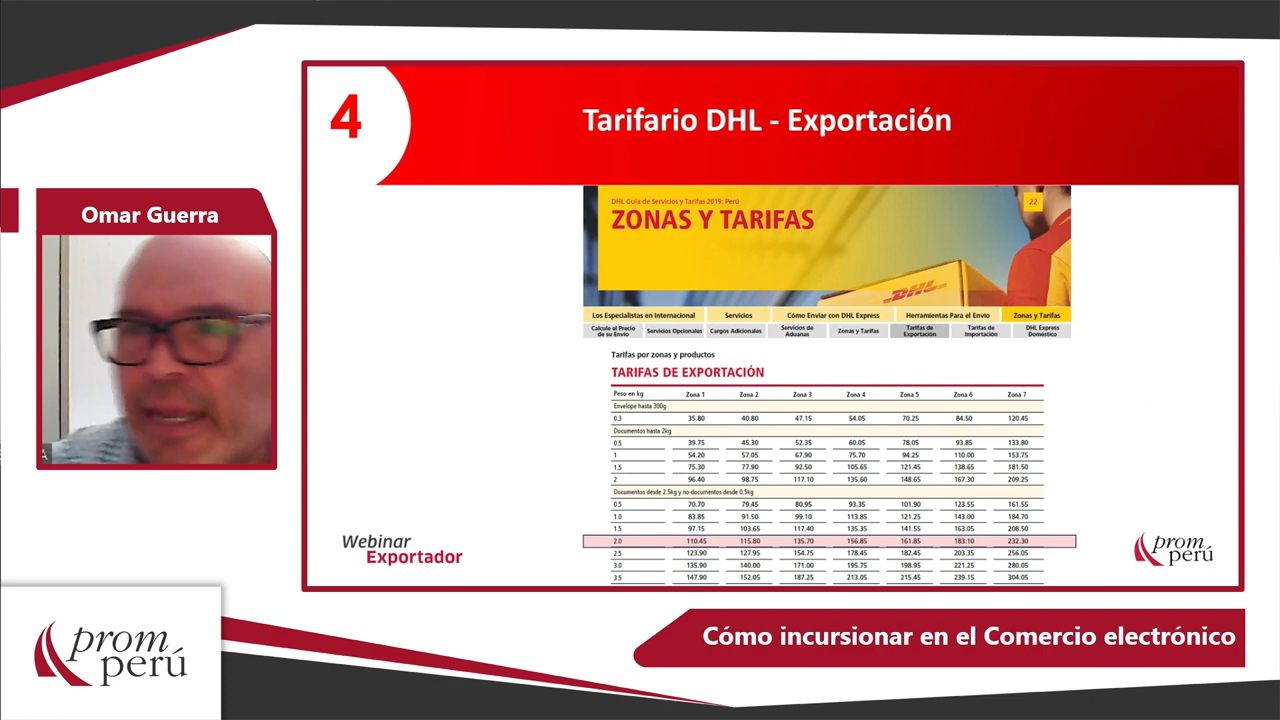 4
Tarifario DHL - Exportación
Omar Guerra
A
DHL Guía de Servicios y Tarifas 2019: Perú
22
ZONAS Y TARIFAS
DHL
Los Especialistas en Internacional Servicios Cómo Enviar con DHL Express Herramientas Para el Envío Zonas y Tarifas
Calcule el Precio de su Envío Servicios Opcionales Cargos Adicionales Servicios de Aduanas Zonas y Tarifas Tarifas de Exportación Tarifas de Importación DHL Express Doméstico
Tarifas por zonas y productos
TARIFAS DE EXPORTACIÓN
Peso en kg Zona 1 Zona 2 Zona 3 Zona 4 Zona 5 Zona 6 Zona 7
Envelope hasta 300g
0.3 35.80 40.80 47.15 54.05 70.25 84.50 120.45
Documentos hasta 2kg
0.5 39.75 45.30 52.35 60.05 78.05 93.85 133.80
1 54.20 57.05 67.90 75.70 94.25 110.00 153.75
1.5 75.30 77.90 92.50 105.65 121.45 138.65 181.50
2 96.40 98.75 117.10 135.60 148.65 167.30 209.25
Documentos desde 2.5kg y no-documentos desde 0.5kg
0.5 70.70 79.45 80.95 93.35 101.90 123.55 161.55
1.0 83.85 91.50 99.10 113.85 121.25 143.00 184.70
1.5 97.15 103.65 117.40 135.35 141.55 163.05 208.50
2.0 110.45 115.80 135.70 156.85 161.85 183.10 232.30
2.5 123.90 127.95 154.75 178.45 182.45 203.35 256.05
3.0 135.90 140.00 171.00 195.75 198.95 221.25 280.05
3.5 147.90 152.05 187.25 213.05 215.45 239.15 304.05
Webinar
Exportador
prom
perú
Cómo incursionar en el Comercio electrónico
prom
perú